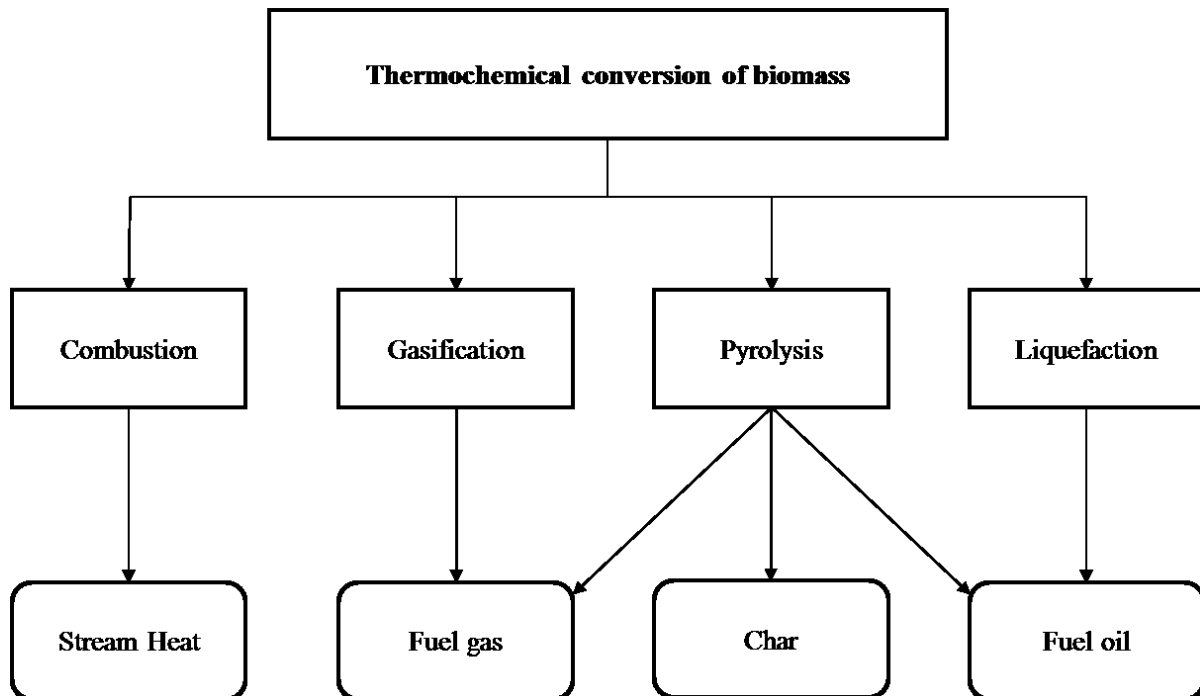 Thermochemical conversion of biomass
Combustion
Gasification
Pyrolysis
Liquefaction
Stream Heat
Fuel gas
Char
Fuel oil